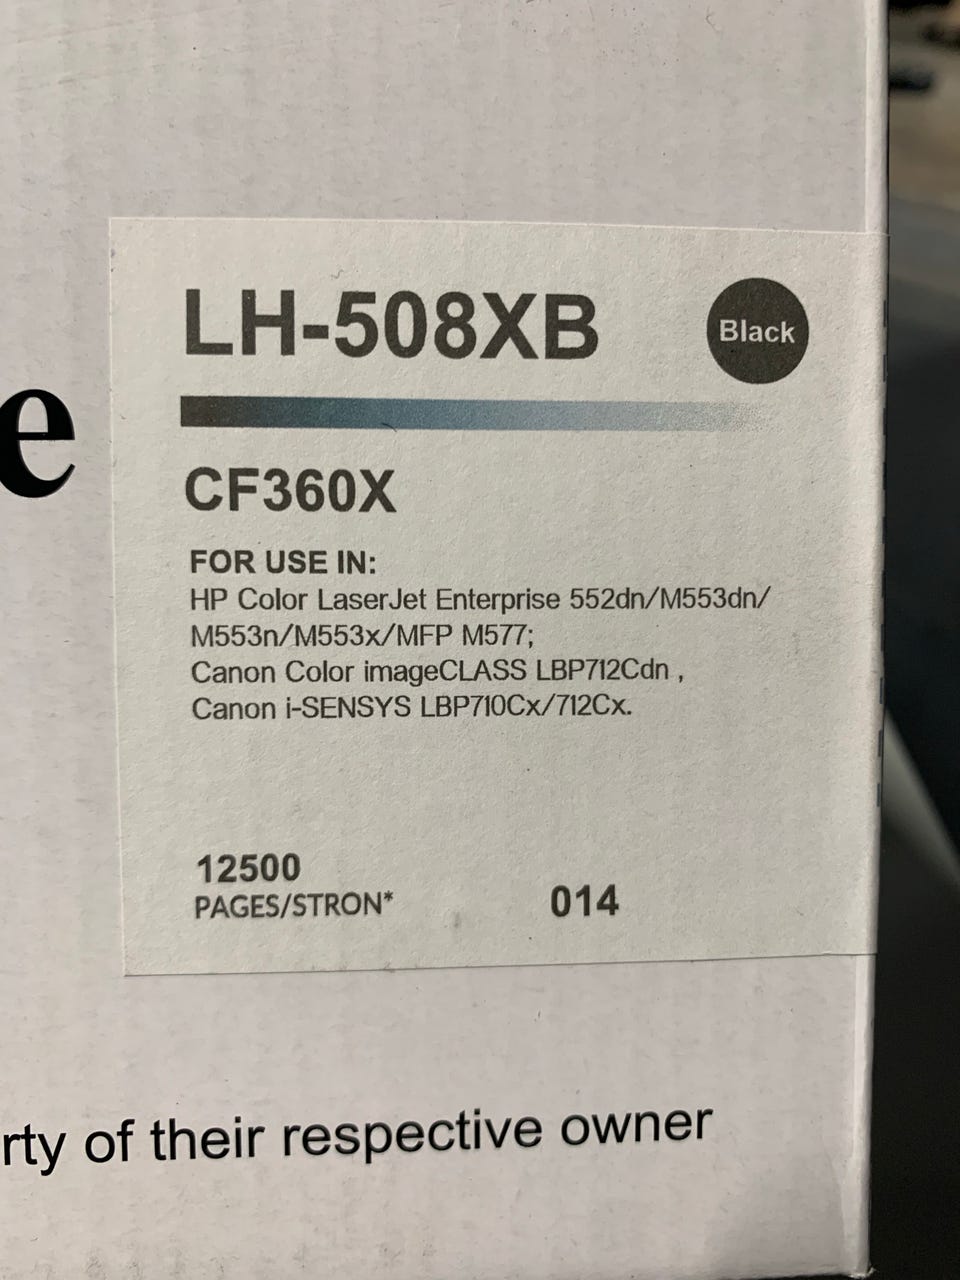 LH-508XB
Black
e
CF360X
FOR USE IN:
HP Color LaserJet Enterprise 552dn/M553dn/
M553n/M553x/MFP M577;
Canon Color imageCLASS LBP712Cdn ,
Canon i-SENSYS LBP710Cx/712Cx.
12500
PAGES/STRON*
014
rty of their respective owner